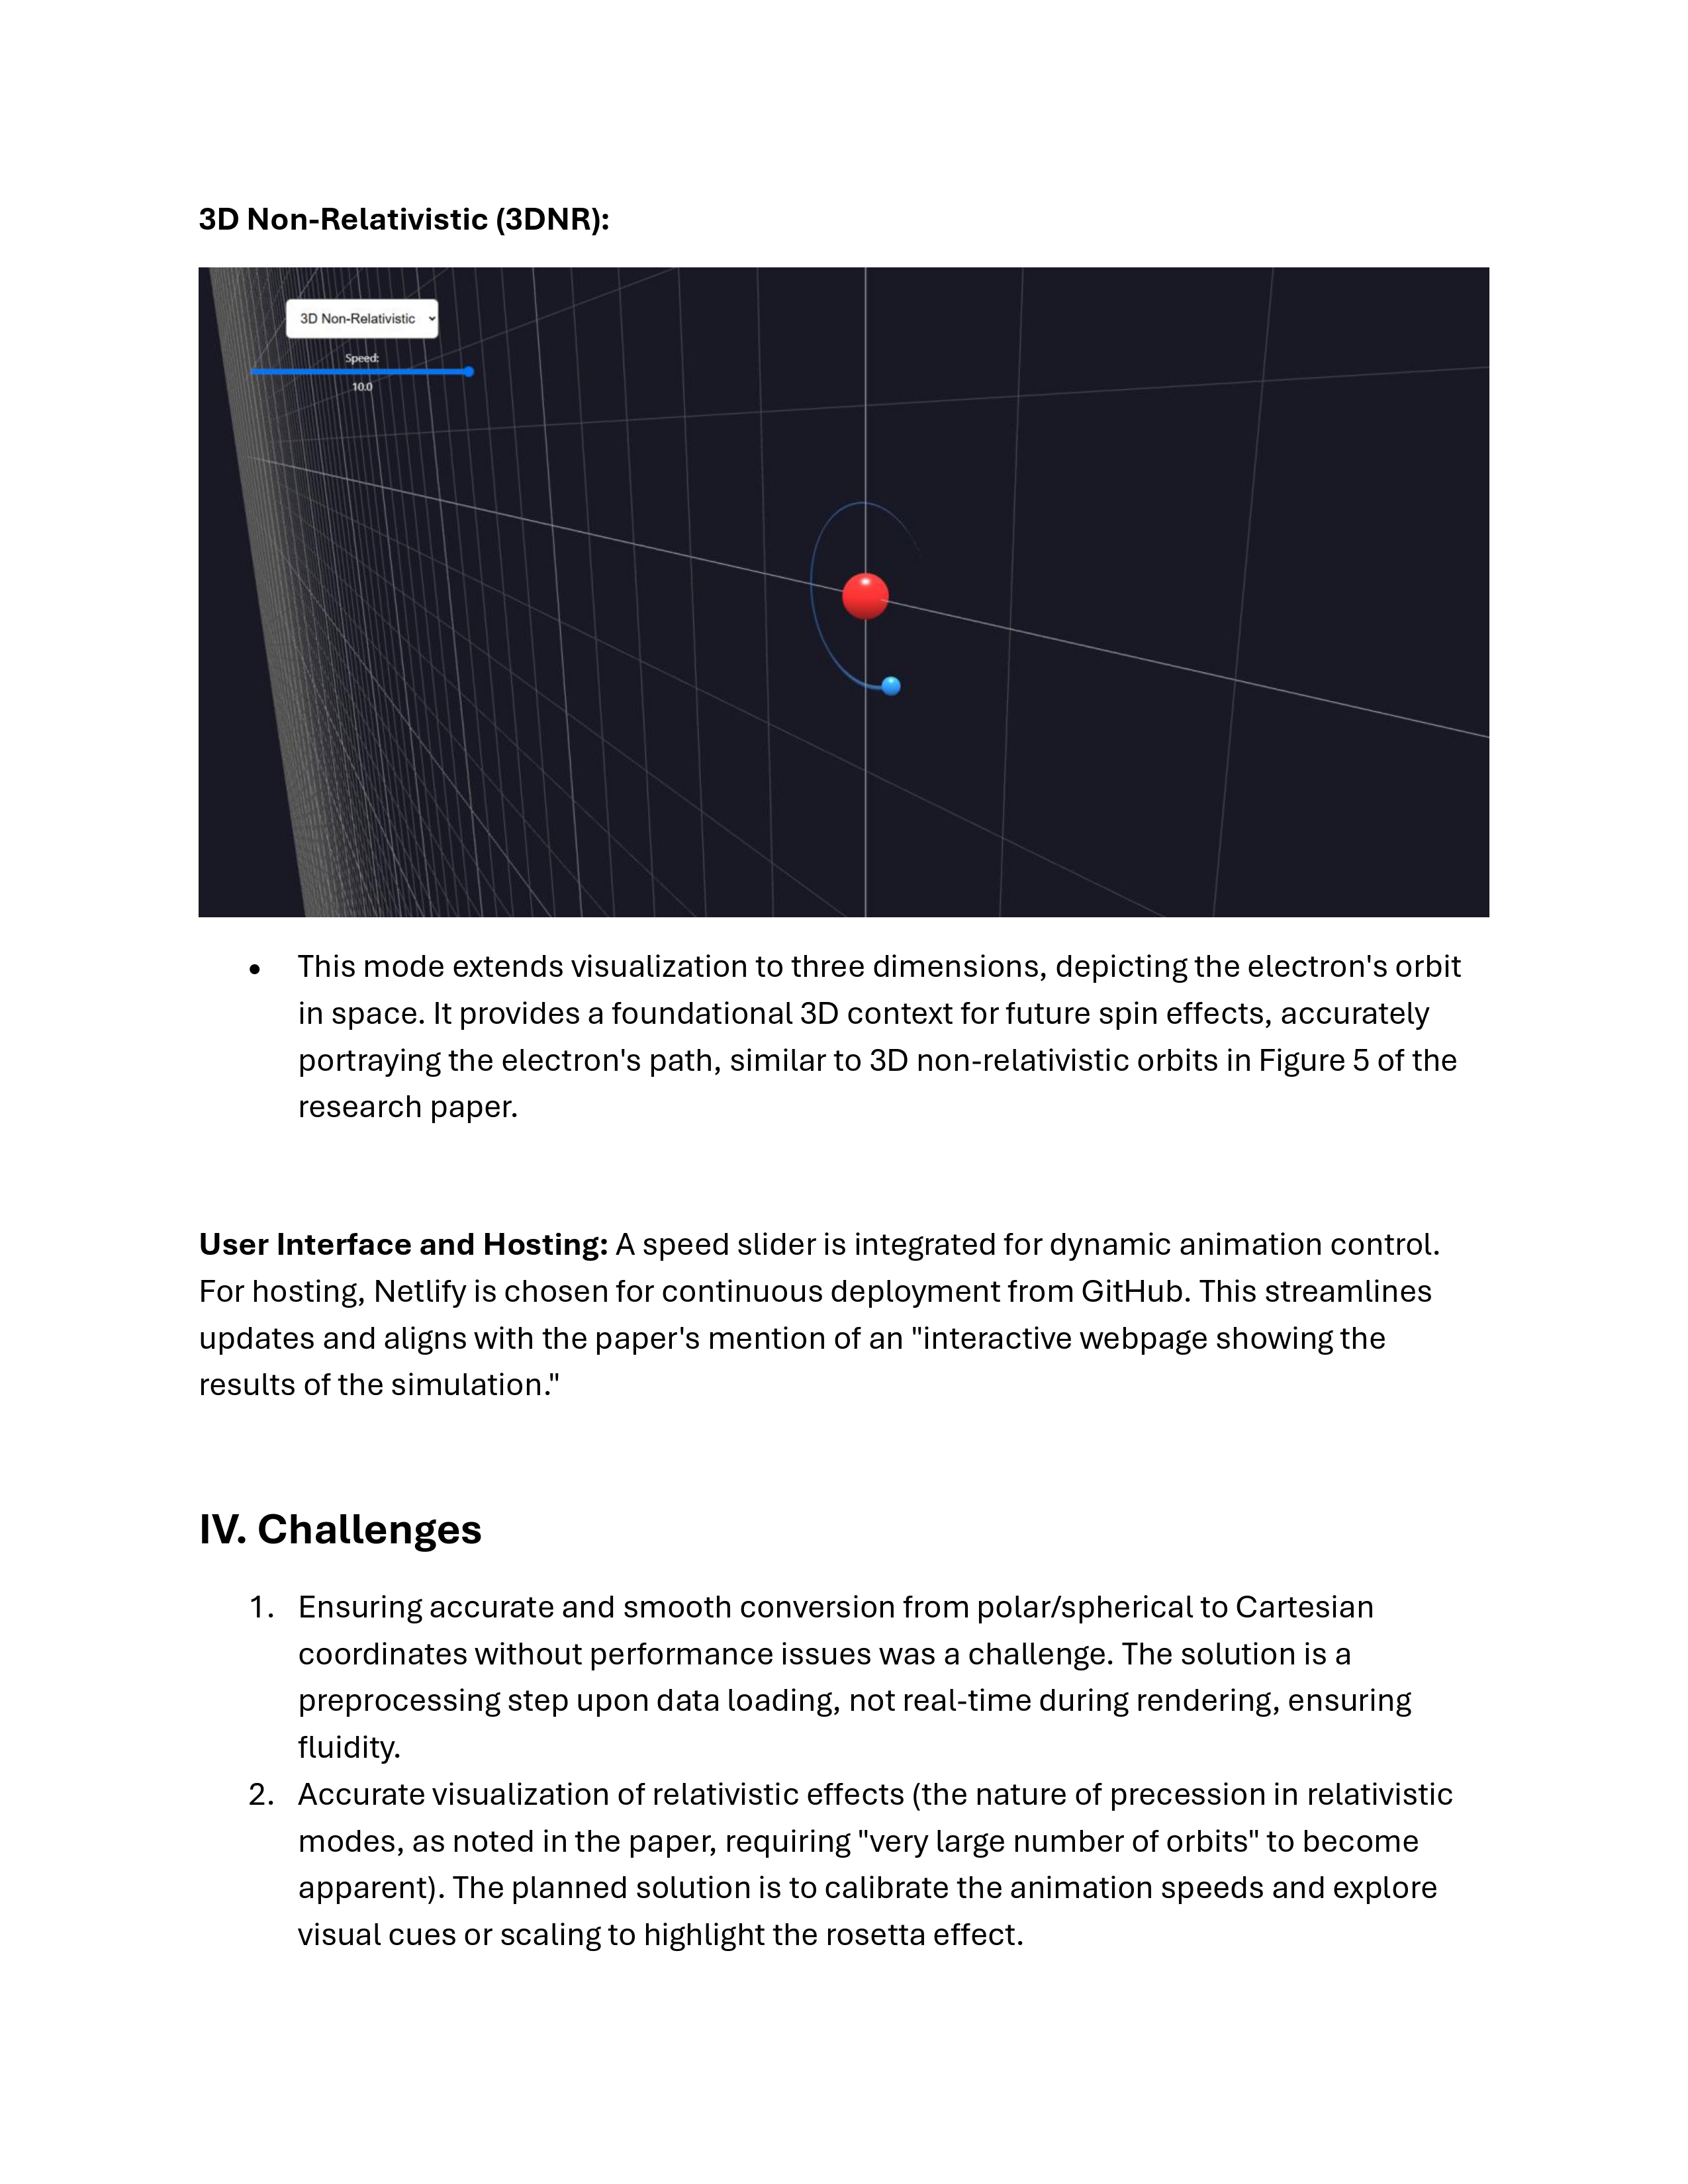 3D Non-Relativistic (3DNR):
3D Non-Relativistic
Speed:
10.0
• This mode extends visualization to three dimensions, depicting the electron's orbit
in space. It provides a foundational 3D context for future spin effects, accurately
portraying the electron's path, similar to 3D non-relativistic orbits in Figure 5 of the
research paper.
User Interface and Hosting: A speed slider is integrated for dynamic animation control.
For hosting, Netlify is chosen for continuous deployment from GitHub. This streamlines
updates and aligns with the paper's mention of an "interactive webpage showing the
results of the simulation."
IV. Challenges
1. Ensuring accurate and smooth conversion from polar/spherical to Cartesian
coordinates without performance issues was a challenge. The solution is a
preprocessing step upon data loading, not real-time during rendering, ensuring
fluidity.
2. Accurate visualization of relativistic effects (the nature of precession in relativistic
modes, as noted in the paper, requiring "very large number of orbits" to become
apparent). The planned solution is to calibrate the animation speeds and explore
visual cues or scaling to highlight the rosetta effect.